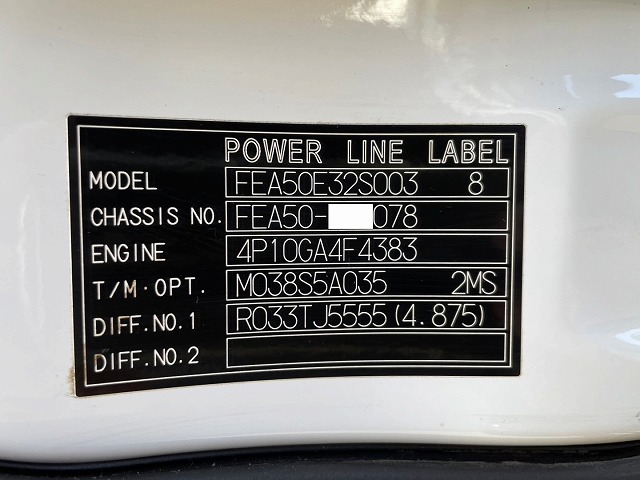 POWER LINE LABEL
MODEL FEA50E32S003 8
CHASSIS NO. FEA50- 078
ENGINE 4P10GA4F4383
T/M·OPT. M038S5A035 2MS
DIFF.NO.1 R033TJ5555(4.875)
DIFF.NO.2